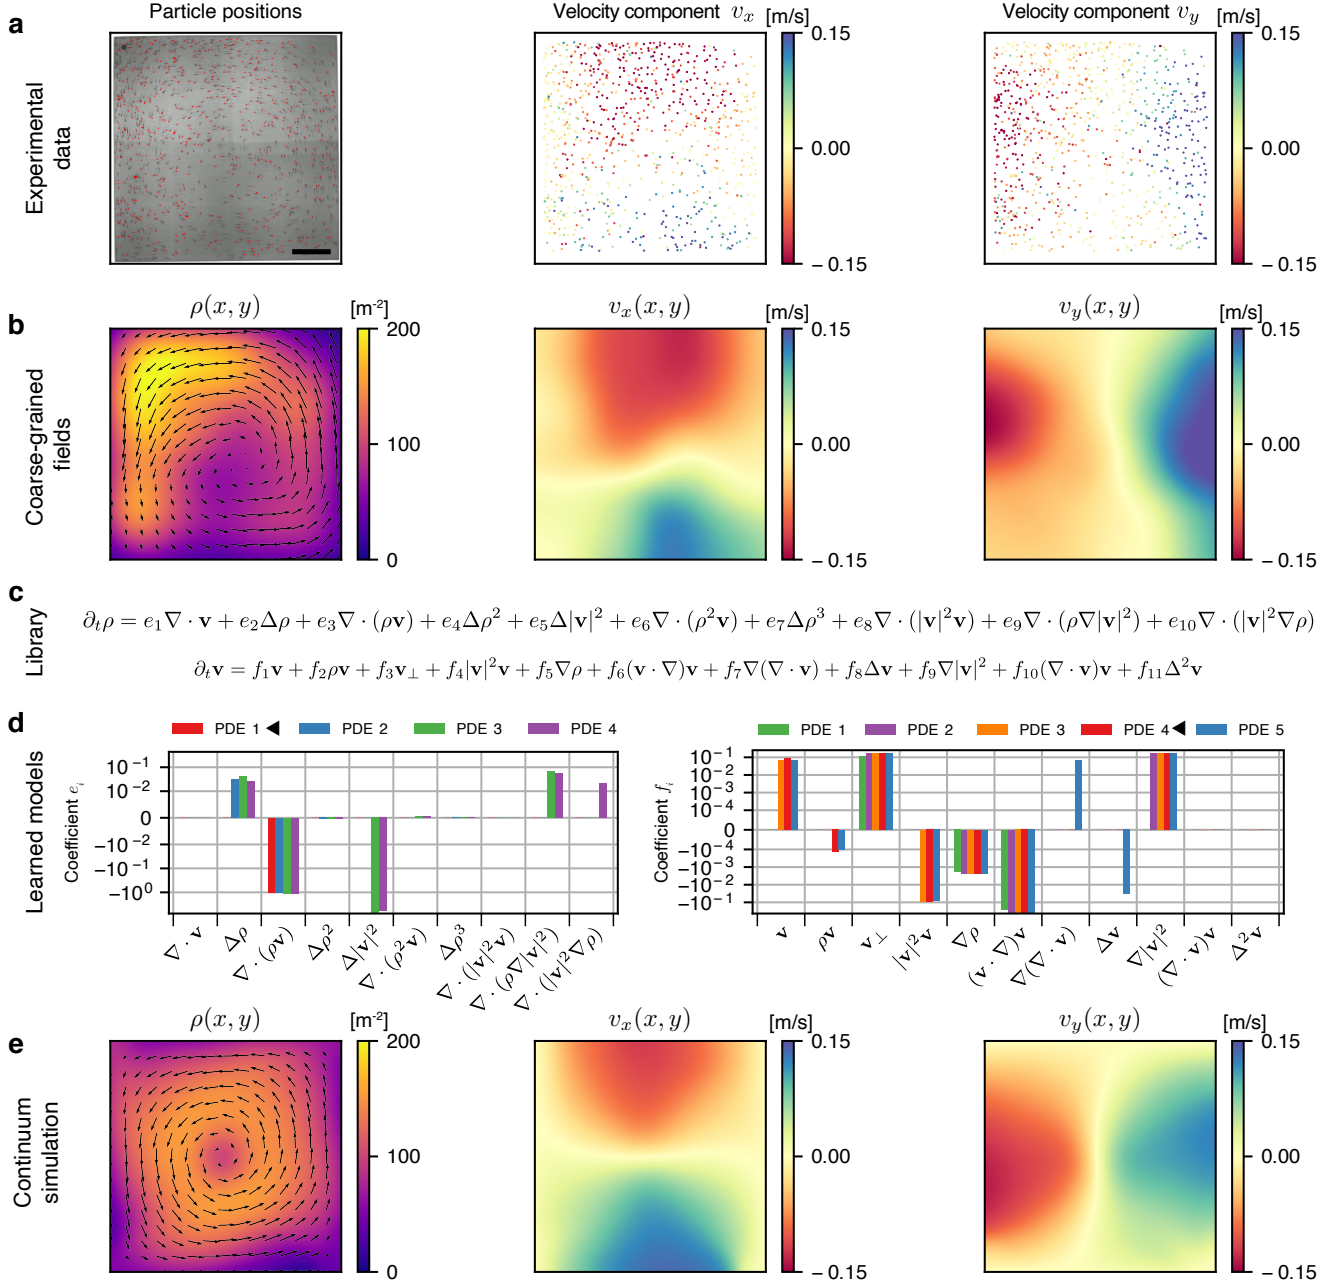 a
Particle positions
Velocity component v_x
[m/s]
Velocity component v_y
[m/s]
Experimental
data
0.15
0.00
−0.15
0.15
0.00
−0.15
b
ρ(x, y)
[m⁻²]
v_x(x, y)
[m/s]
v_y(x, y)
[m/s]
Coarse-grained
fields
200
100
0
0.15
0.00
−0.15
0.15
0.00
−0.15
c
Library
∂_tρ = e₁∇ · v + e₂Δρ + e₃∇ · (ρv) + e₄Δρ² + e₅Δ|v|² + e₆∇ · (ρ²v) + e₇Δρ³ + e₈∇ · (|v|²v) + e₉∇ · (ρ∇|v|²) + e₁₀∇ · (|v|²∇ρ)
∂_tv = f₁v + f₂ρv + f₃v_⊥ + f₄|v|²v + f₅∇ρ + f₆(v · ∇)v + f₇∇(∇ · v) + f₈Δv + f₉∇|v|² + f₁₀(∇ · v)v + f₁₁Δ²v
d
Learned models
PDE 1 ◀ PDE 2 PDE 3 PDE 4
Coefficient e_i
10⁻¹
10⁻²
0
−10⁻²
−10⁻¹
−10⁰
∇ · v
Δρ
∇ · (ρv)
Δρ²
Δ|v|²
∇ · (ρ²v)
Δρ³
∇ · (|v|²v)
∇ · (ρ∇|v|²)
∇ · (|v|²∇ρ)
PDE 1 PDE 2 PDE 3 PDE 4 ◀ PDE 5
Coefficient f_i
10⁻¹
10⁻²
10⁻³
10⁻⁴
0
−10⁻⁴
−10⁻³
−10⁻²
−10⁻¹
v
ρv
v_⊥
|v|²v
∇ρ
(v · ∇)v
∇(∇ · v)
Δv
∇|v|²
(∇ · v)v
Δ²v
e
ρ(x, y)
[m⁻²]
v_x(x, y)
[m/s]
v_y(x, y)
[m/s]
Continuum
simulation
200
100
0
0.15
0.00
−0.15
0.15
0.00
−0.15